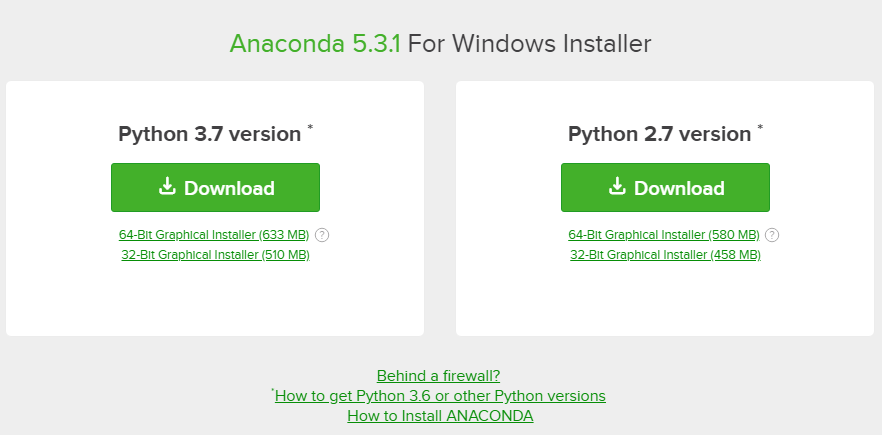 Anaconda 5.3.1 For Windows Installer
Python 3.7 version *
Download
64-Bit Graphical Installer (633 MB) ?
32-Bit Graphical Installer (510 MB)
Python 2.7 version *
Download
64-Bit Graphical Installer (580 MB) ?
32-Bit Graphical Installer (458 MB)
Behind a firewall?
*How to get Python 3.6 or other Python versions
How to Install ANACONDA